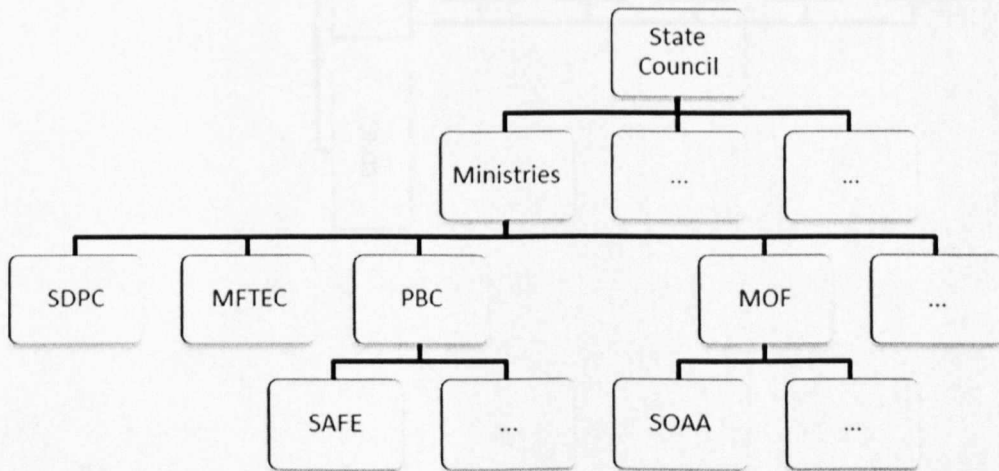 State
Council
Ministries
...
...
SDPC
MFTEC
PBC
MOF
...
SAFE
...
SOAA
...